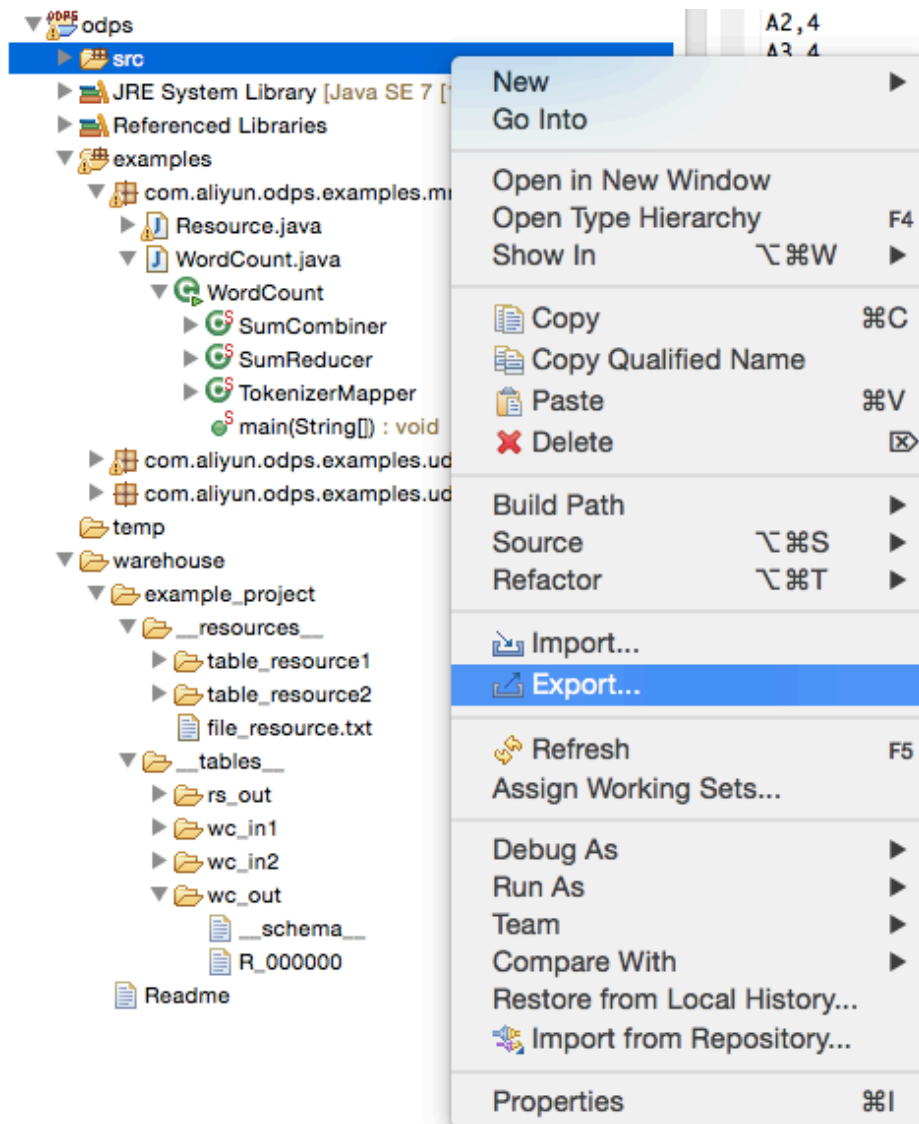 ODPS odps
src
JRE System Library [Java SE 7 [
Referenced Libraries
examples
com.aliyun.odps.examples.m
Resource.java
WordCount.java
WordCount
SumCombiner
SumReducer
TokenizerMapper
main(String[]) : void
com.aliyun.odps.examples.ud
com.aliyun.odps.examples.ud
temp
warehouse
example_project
__resources__
table_resource1
table_resource2
file_resource.txt
__tables__
rs_out
wc_in1
wc_in2
wc_out
__schema__
R_000000
Readme
A2,4
A3,4
New
Go Into
Open in New Window
Open Type Hierarchy F4
Show In ⌥⌘W
Copy ⌘C
Copy Qualified Name
Paste ⌘V
Delete ⌦
Build Path
Source ⌥⌘S
Refactor ⌥⌘T
Import...
Export...
Refresh F5
Assign Working Sets...
Debug As
Run As
Team
Compare With
Restore from Local History...
Import from Repository...
Properties ⌘I